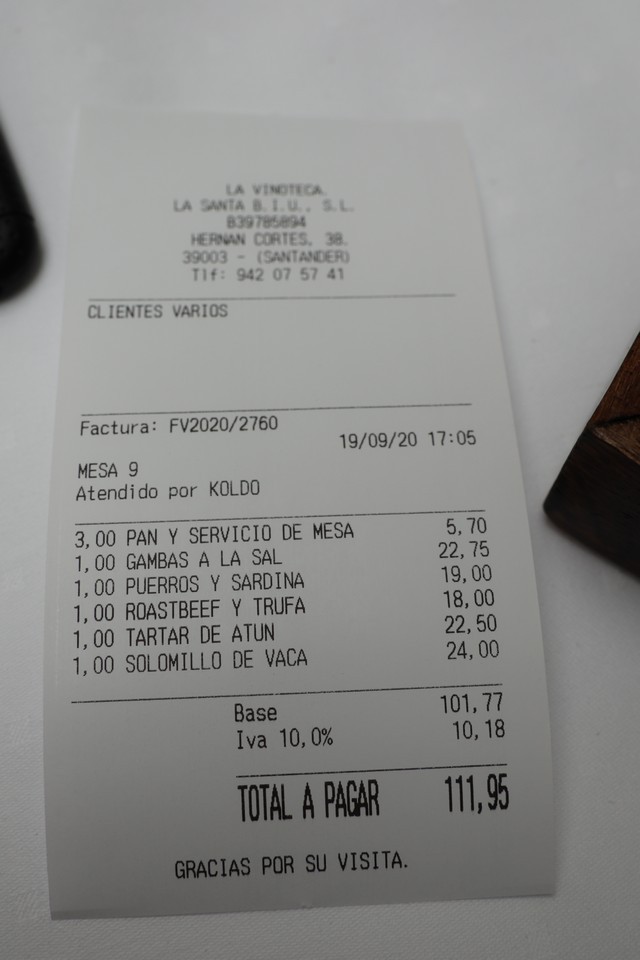 LA VINOTECA.
LA SANTA B.I.U., S.L.
B39785894
HERNAN CORTES, 38.
39003 - (SANTANDER)
Tlf: 942 07 57 41
CLIENTES VARIOS
Factura: FV2020/2760
19/09/20 17:05
MESA 9
Atendido por KOLDO
3,00 PAN Y SERVICIO DE MESA 5,70
1,00 GAMBAS A LA SAL 22,75
1,00 PUERROS Y SARDINA 19,00
1,00 ROASTBEEF Y TRUFA 18,00
1,00 TARTAR DE ATUN 22,50
1,00 SOLOMILLO DE VACA 24,00
Base 101,77
Iva 10,0% 10,18
TOTAL A PAGAR 111,95
GRACIAS POR SU VISITA.